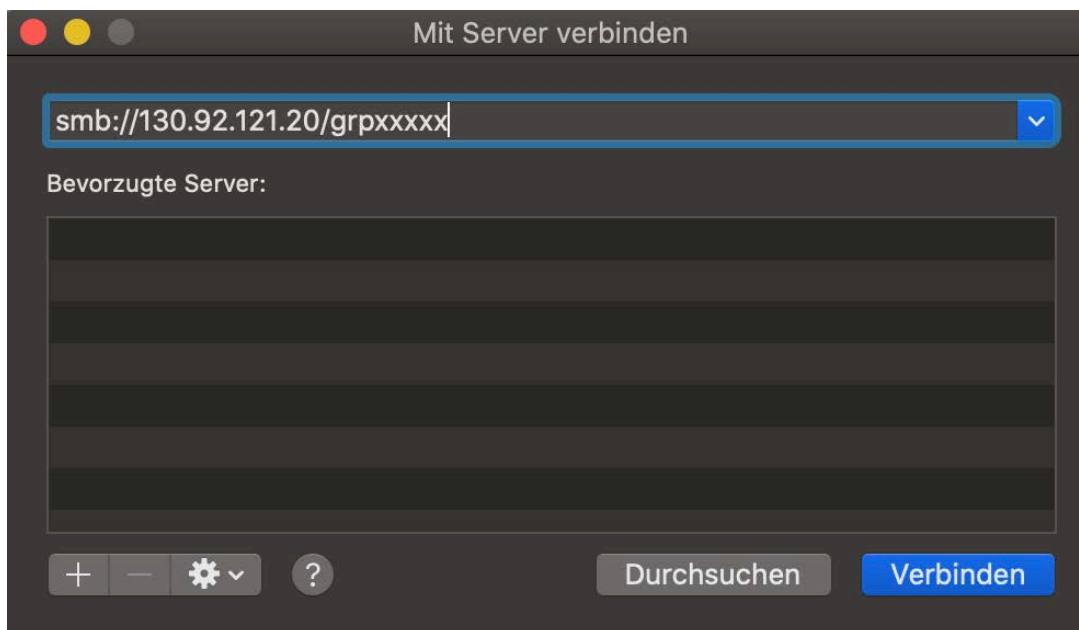 Mit Server verbinden
smb://130.92.121.20/grpxxxxx
Bevorzugte Server:
?
Durchsuchen
Verbinden